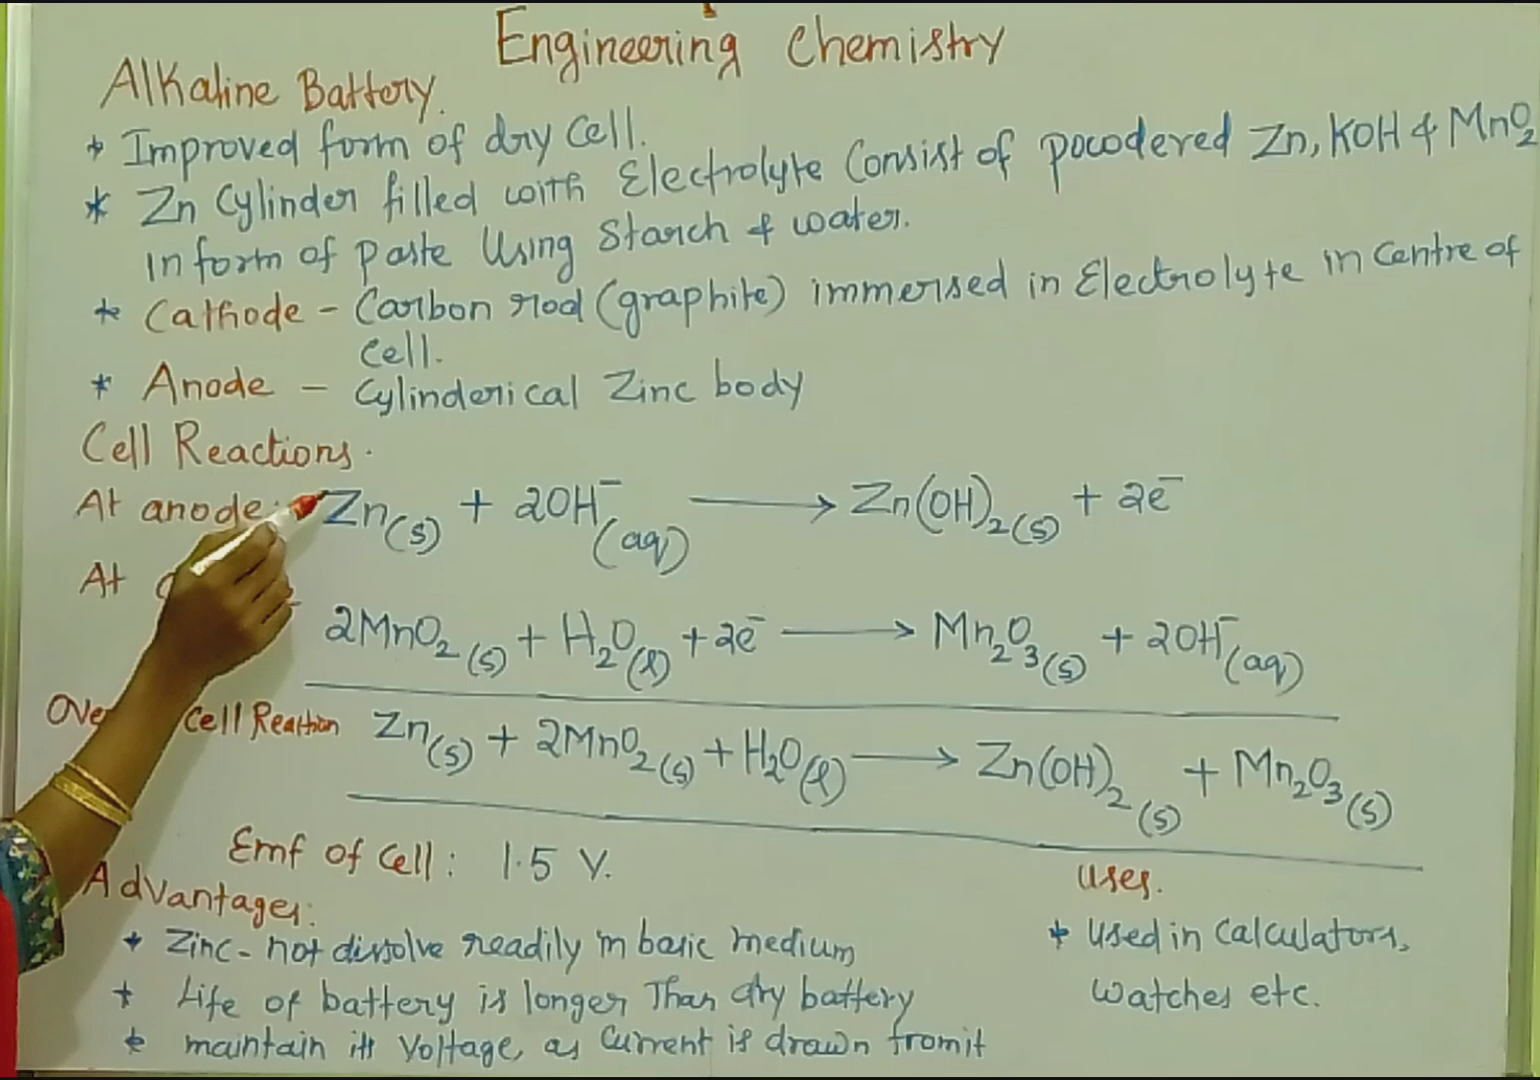 Engineering Chemistry
Alkaline Battery.
* Improved form of dry Cell.
* Zn Cylinder filled with Electrolyte Consist of powdered Zn, KOH & MnO₂
in form of paste Using Starch & water.
* Cathode - Carbon rod (graphite) immersed in Electrolyte in Centre of
Cell.
* Anode - Cylinderical Zinc body
Cell Reactions.
At anode: Zn(s) + 2OH⁻(aq) ⟶ Zn(OH)₂(s) + 2e⁻
At
2MnO₂(s) + H₂O(l) + 2e⁻ ⟶ Mn₂O₃(s) + 2OH⁻(aq)
Cell Reaction Zn(s) + 2MnO₂(s) + H₂O(l) ⟶ Zn(OH)₂(s) + Mn₂O₃(s)
Emf of Cell: 1.5 V.
Advantages:
* Zinc - not dissolve readily in basic medium
* Life of battery is longer Than dry battery
* maintain its Voltage, as Current is drawn from it
Uses.
* Used in Calculators,
Watches etc.